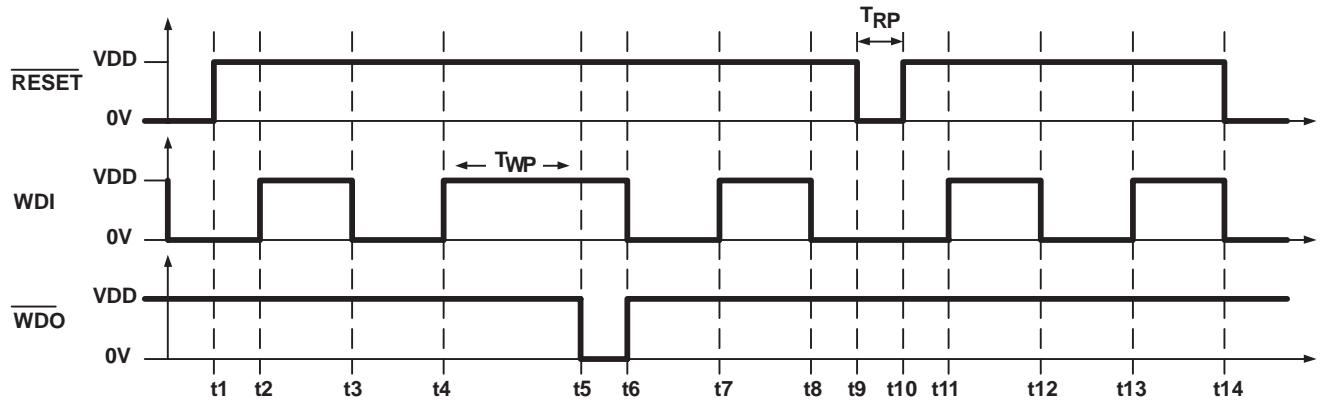 TRP
VDD
RESET
0V
TWP
VDD
WDI
0V
VDD
WDO
0V
t1 t2 t3 t4 t5 t6 t7 t8 t9 t10 t11 t12 t13 t14